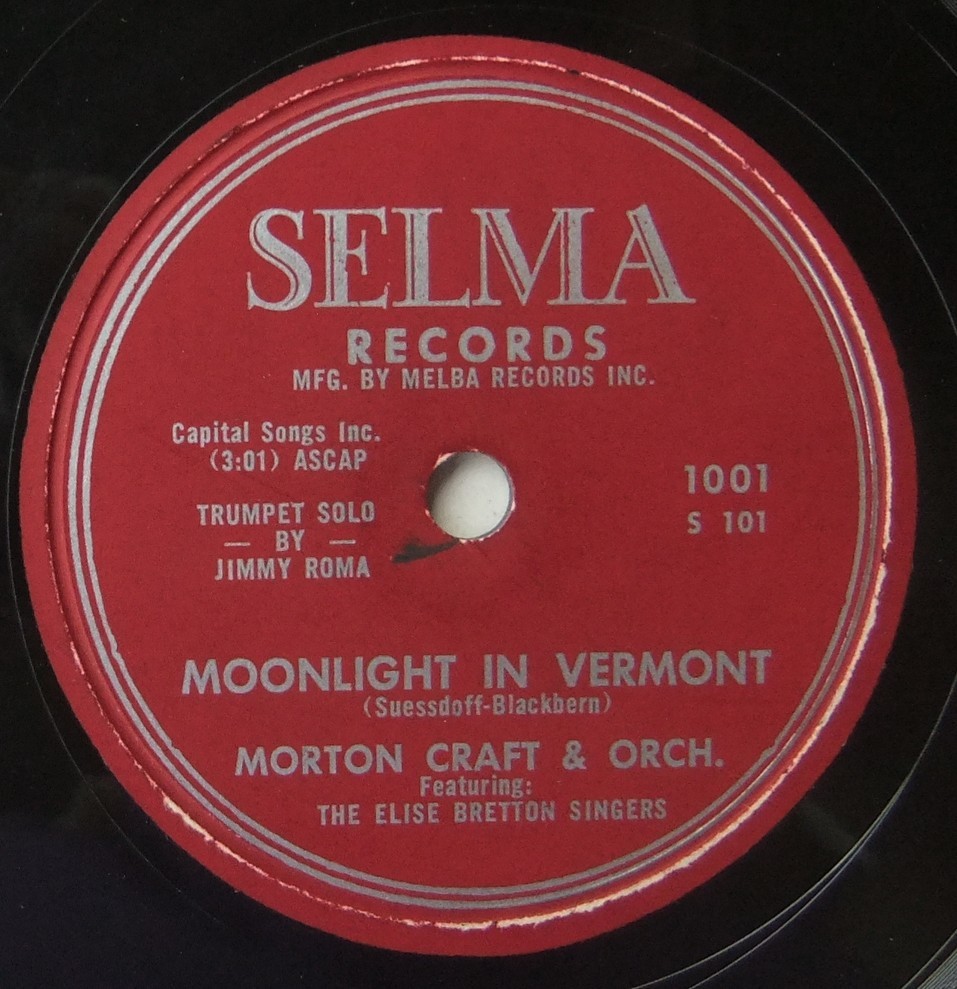 SELMA
RECORDS
MFG. BY MELBA RECORDS INC.
Capital Songs Inc.
(3:01) ASCAP
TRUMPET SOLO
— BY —
JIMMY ROMA
1001
S 101
MOONLIGHT IN VERMONT
(Suessdoff-Blackbern)
MORTON CRAFT & ORCH.
Featuring:
THE ELISE BRETTON SINGERS